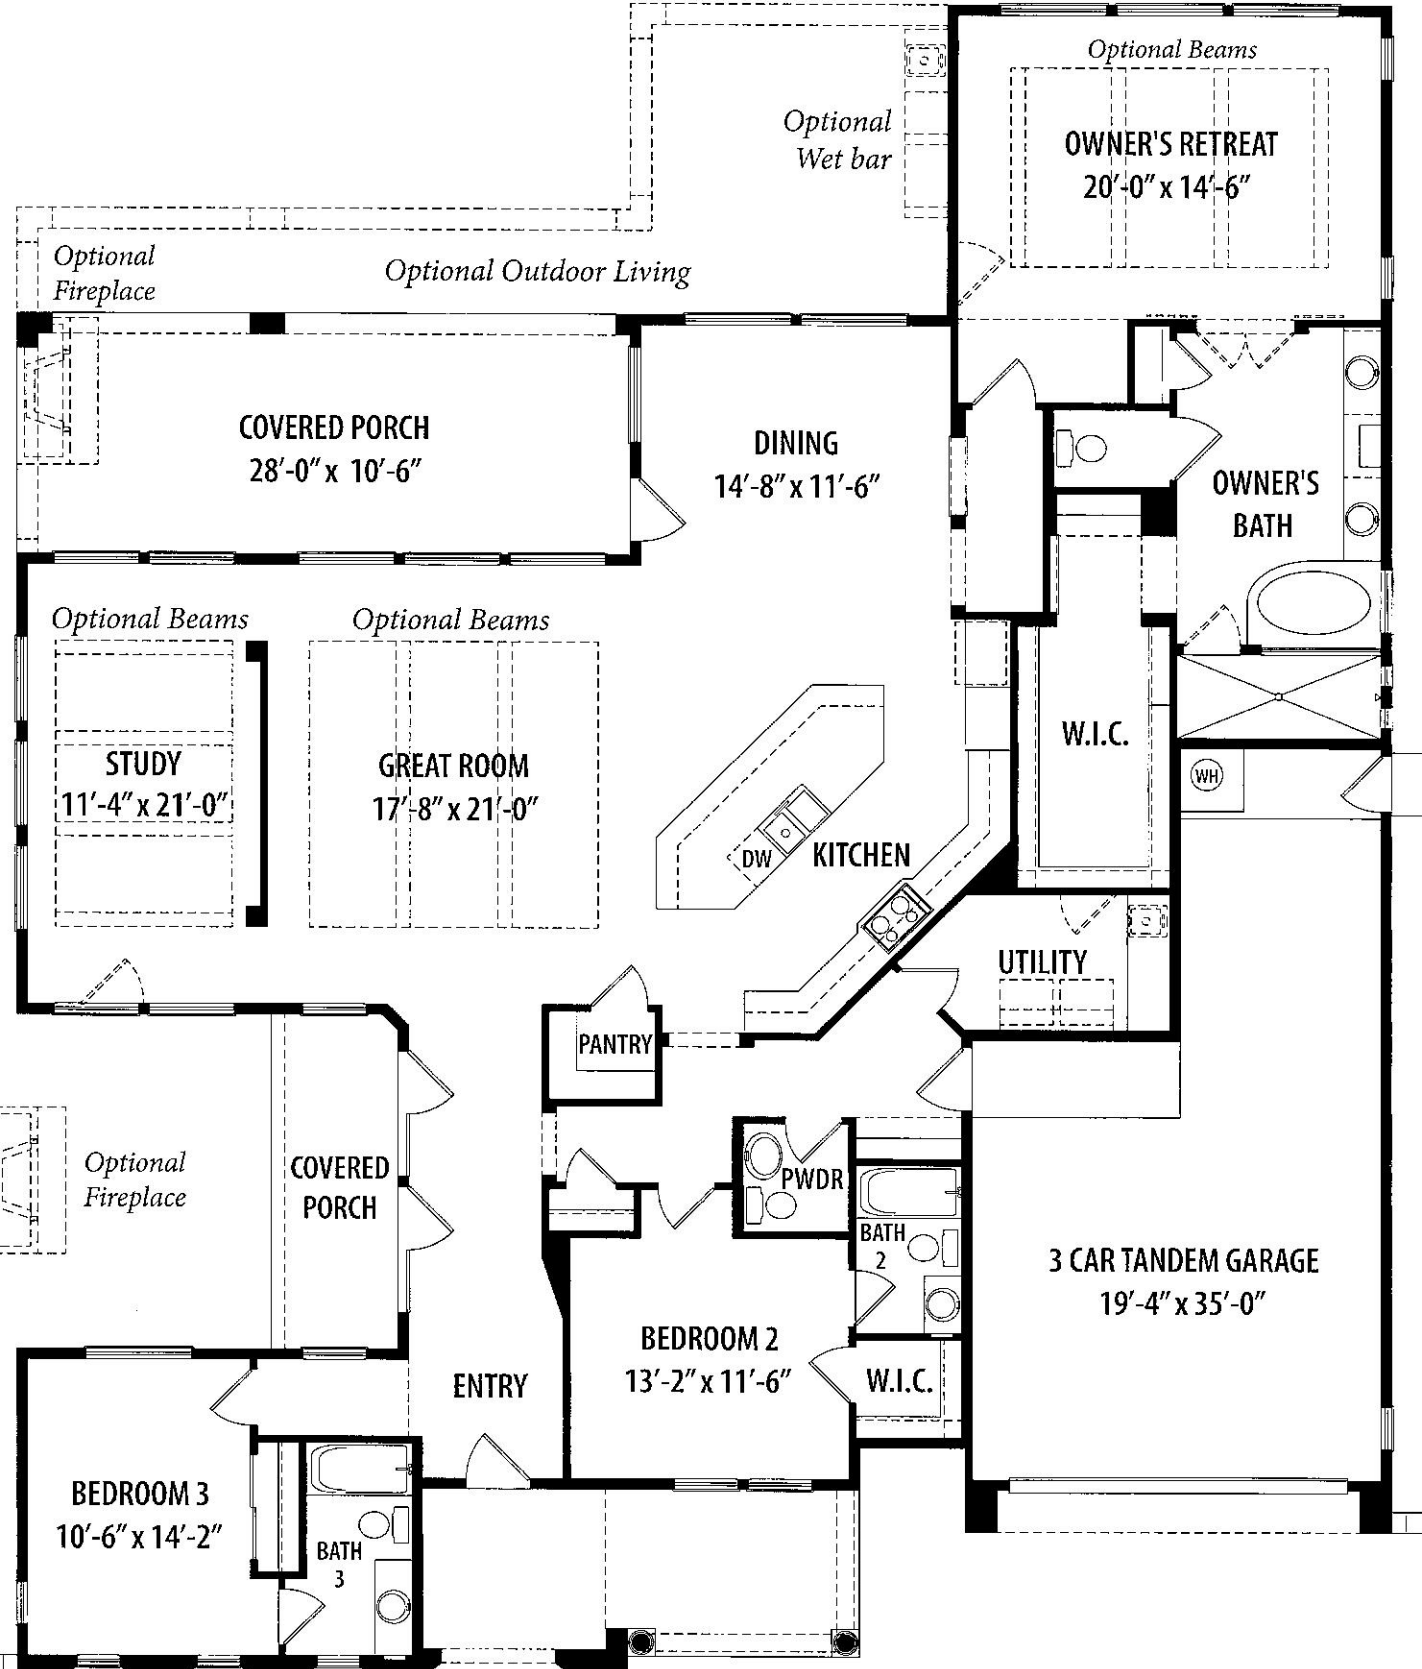 Optional Beams
OWNER'S RETREAT
20'-0" x 14'-6"
Optional
Wet bar
Optional
Fireplace
Optional Outdoor Living
COVERED PORCH
28'-0" x 10'-6"
DINING
14'-8" x 11'-6"
OWNER'S
BATH
Optional Beams
Optional Beams
STUDY
11'-4" x 21'-0"
GREAT ROOM
17'-8" x 21'-0"
W.I.C.
WH
DW
KITCHEN
UTILITY
PANTRY
Optional
Fireplace
COVERED
PORCH
PWDR
BATH
2
3 CAR TANDEM GARAGE
19'-4" x 35'-0"
BEDROOM 2
13'-2" x 11'-6"
W.I.C.
ENTRY
BEDROOM 3
10'-6" x 14'-2"
BATH
3